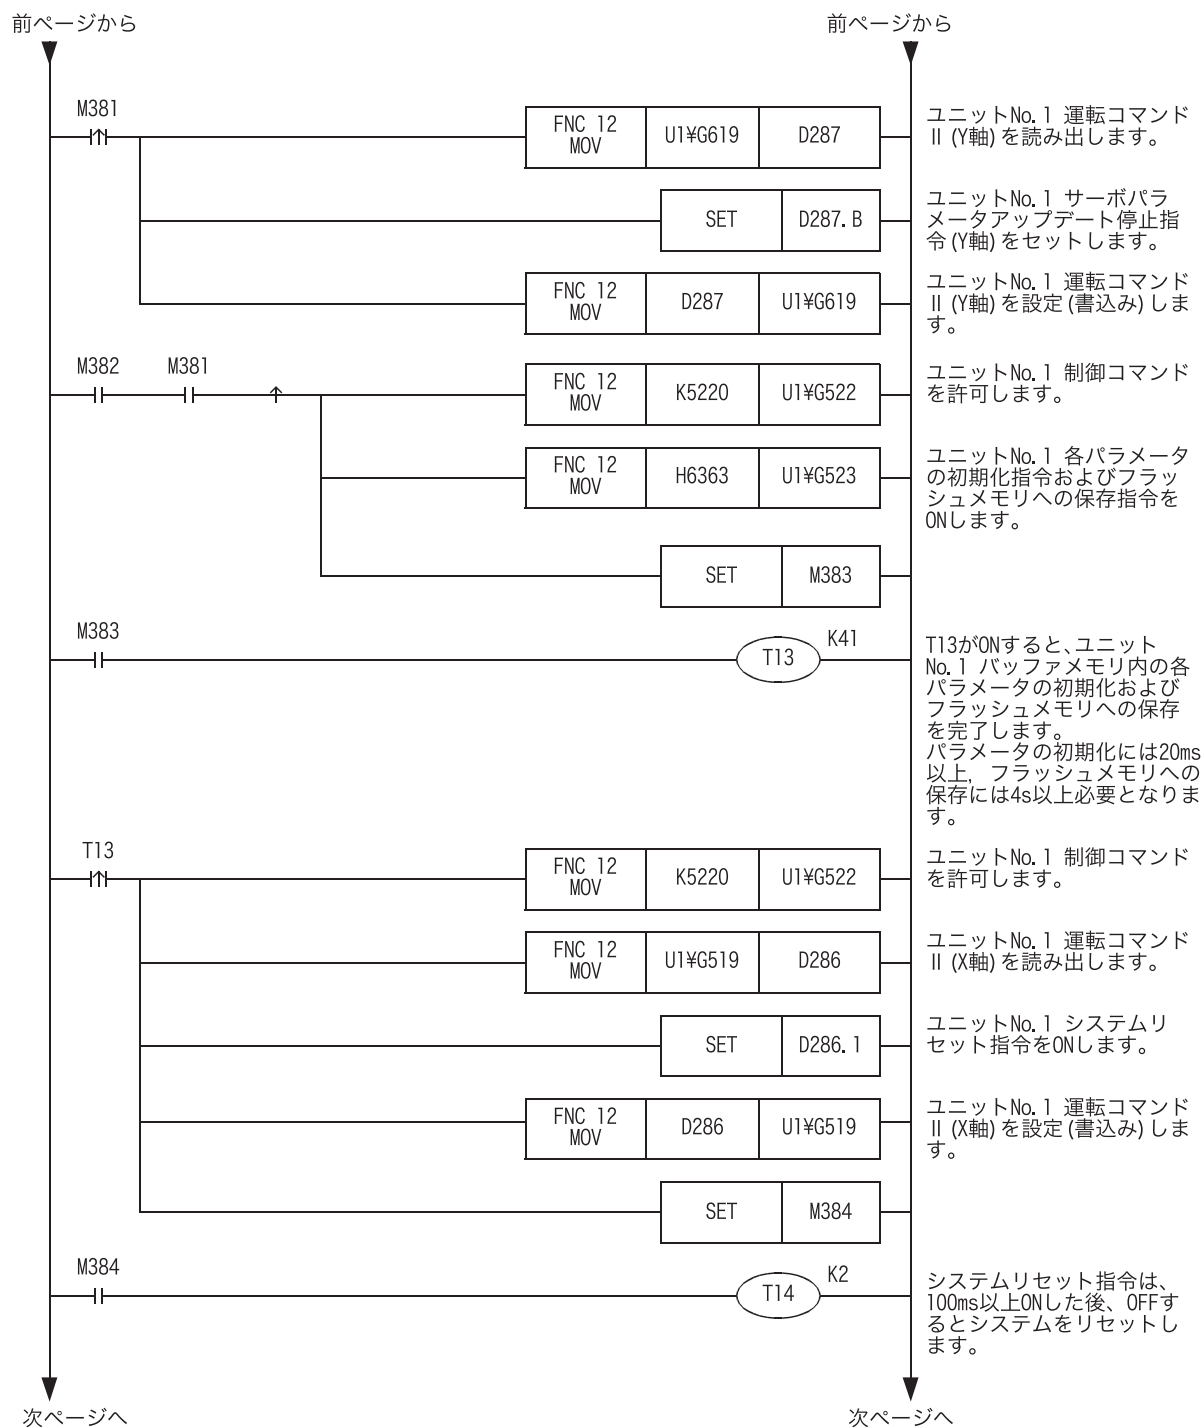 前ページから
前ページから
M381
FNC 12
MOV
U1¥G619
D287
ユニットNo.1 運転コマンド
Ⅱ(Y軸)を読み出します。
SET
D287.B
ユニットNo.1 サーボパラ
メータアップデート停止指
令(Y軸)をセットします。
FNC 12
MOV
D287
U1¥G619
ユニットNo.1 運転コマンド
Ⅱ(Y軸)を設定(書込み)しま
す。
M382
M381
FNC 12
MOV
K5220
U1¥G522
ユニットNo.1 制御コマンド
を許可します。
FNC 12
MOV
H6363
U1¥G523
ユニットNo.1 各パラメータ
の初期化指令およびフラッ
シュメモリへの保存指令を
ONします。
SET
M383
M383
T13
K41
T13がONすると、ユニット
No.1 バッファメモリ内の各
パラメータの初期化および
フラッシュメモリへの保存
を完了します。
パラメータの初期化には20ms
以上，フラッシュメモリへの
保存には4s以上必要となりま
す。
T13
FNC 12
MOV
K5220
U1¥G522
ユニットNo.1 制御コマンド
を許可します。
FNC 12
MOV
U1¥G519
D286
ユニットNo.1 運転コマンド
Ⅱ(X軸)を読み出します。
SET
D286.1
ユニットNo.1 システムリ
セット指令をONします。
FNC 12
MOV
D286
U1¥G519
ユニットNo.1 運転コマンド
Ⅱ(X軸)を設定(書込み)しま
す。
SET
M384
M384
T14
K2
システムリセット指令は、
100ms以上ONした後、OFFす
るとシステムをリセットし
ます。
次ページへ
次ページへ